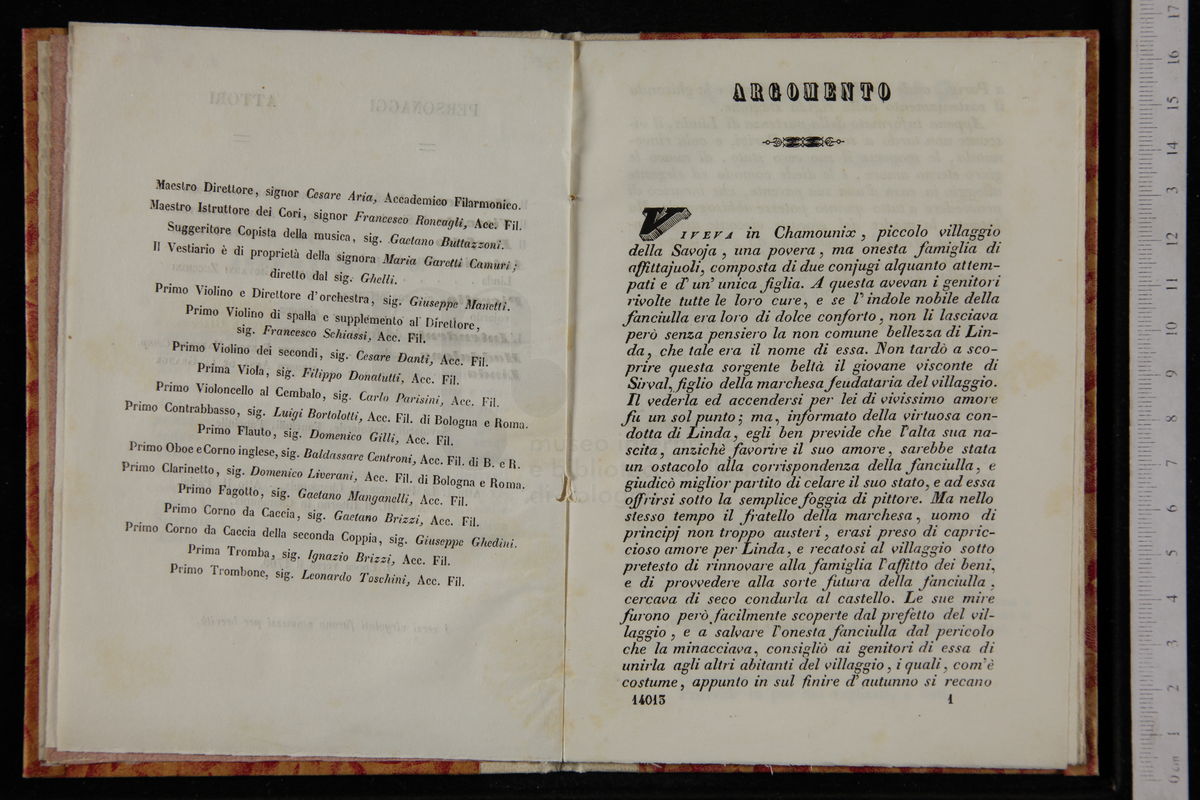 Maestro Direttore, signor Cesare Aria, Accademico Filarmonico.
Maestro Istruttore dei Cori, signor Francesco Roncagli, Acc. Fil.
Suggeritore Copista della musica, sig. Gaetano Buttazzoni.
Il Vestiario è di proprietà della signora Maria Garetti Camuri;
diretto dal sig. Ghelli.
Primo Violino e Direttore d'orchestra, sig. Giuseppe Manetti.
Primo Violino di spalla e supplemento al Direttore,
sig. Francesco Schiassi, Acc. Fil.
Primo Violino dei secondi, sig. Cesare Danti, Acc. Fil.
Prima Viola, sig. Filippo Donatutti, Acc. Fil.
Primo Violoncello al Cembalo, sig. Carlo Parisini, Acc. Fil.
Primo Contrabbasso, sig. Luigi Bortolotti, Acc. Fil. di Bologna e Roma.
Primo Flauto, sig. Domenico Gilli, Acc. Fil.
Primo Oboe e Corno inglese, sig. Baldassare Centroni, Acc. Fil. di B. e R.
Primo Clarinetto, sig. Domenico Liverani, Acc. Fil. di Bologna e Roma.
Primo Fagotto, sig. Gaetano Manganelli, Acc. Fil.
Primo Corno da Caccia, sig. Gaetano Brizzi, Acc. Fil.
Primo Corno da Caccia della seconda Coppia, sig. Giuseppe Ghedini.
Prima Tromba, sig. Ignazio Brizzi, Acc. Fil.
Primo Trombone, sig. Leonardo Toschini, Acc. Fil.
ARGOMENTO
VIVEVA in Chamounix, piccolo villaggio
della Savoja, una povera, ma onesta famiglia di
affittajuoli, composta di due conjugi alquanto attem-
pati e d'un'unica figlia. A questa avevan i genitori
rivolte tutte le loro cure, e se l'indole nobile della
fanciulla era loro di dolce conforto, non li lasciava
però senza pensiero la non comune bellezza di Lin-
da, che tale era il nome di essa. Non tardò a sco-
prire questa sorgente beltà il giovane visconte di
Sirval, figlio della marchesa feudataria del villaggio.
Il vederla ed accendersi per lei di vivissimo amore
fu un sol punto; ma, informato della virtuosa con-
dotta di Linda, egli ben previde che l'alta sua na-
scita, anzichè favorire il suo amore, sarebbe stata
un ostacolo alla corrispondenza della fanciulla, e
giudicò miglior partito di celare il suo stato, e ad essa
offrirsi sotto la semplice foggia di pittore. Ma nello
stesso tempo il fratello della marchesa, uomo di
principj non troppo austeri, erasi preso di capric-
cioso amore per Linda, e recatosi al villaggio sotto
pretesto di rinnovare alla famiglia l'affitto dei beni,
e di provvedere alla sorte futura della fanciulla,
cercava di seco condurla al castello. Le sue mire
furono però facilmente scoperte dal prefetto del vil-
laggio, e a salvare l'onesta fanciulla dal pericolo
che la minacciava, consigliò ai genitori di essa di
unirla agli altri abitanti del villaggio, i quali, com'è
costume, appunto in sul finire d'autunno si recano
14013 1